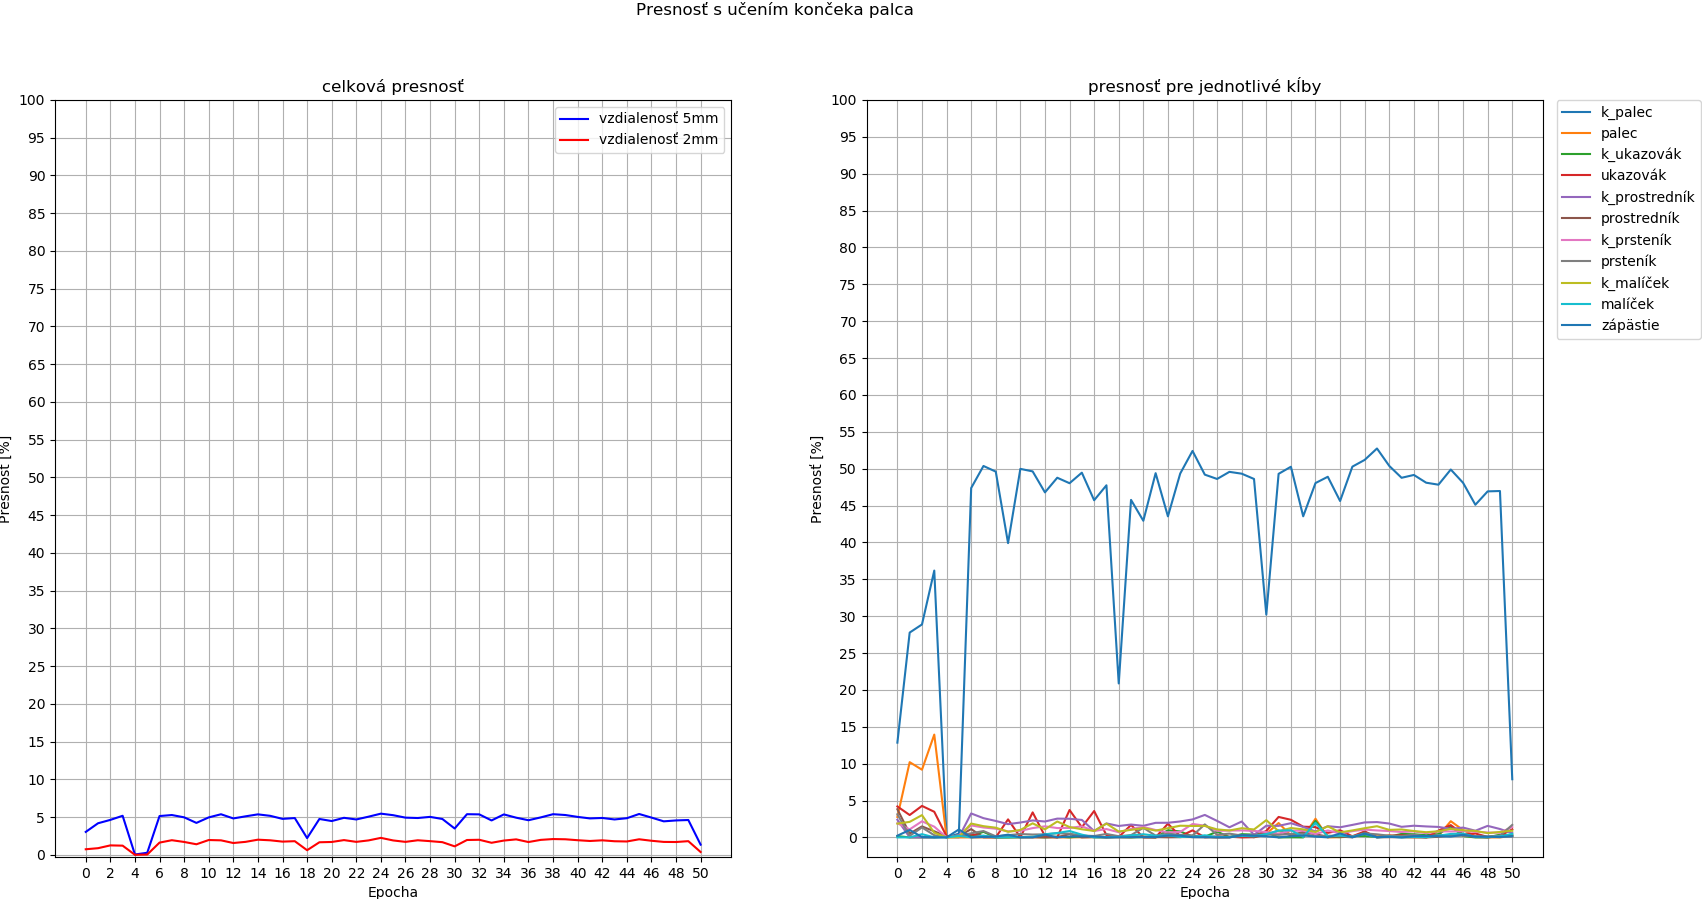 Presnosť s učením končeka palca
celková presnosť
vzdialenosť 5mm
vzdialenosť 2mm
100
95
90
85
80
75
70
65
60
55
50
45
40
35
30
25
20
15
10
5
0
Presnosť [%]
0 2 4 6 8 10 12 14 16 18 20 22 24 26 28 30 32 34 36 38 40 42 44 46 48 50
Epocha
presnosť pre jednotlivé kĺby
100
95
90
85
80
75
70
65
60
55
50
45
40
35
30
25
20
15
10
5
0
Presnosť [%]
0 2 4 6 8 10 12 14 16 18 20 22 24 26 28 30 32 34 36 38 40 42 44 46 48 50
Epocha
k_palec
palec
k_ukazovák
ukazovák
k_prostredník
prostredník
k_prsteník
prsteník
k_malíček
malíček
zápästie